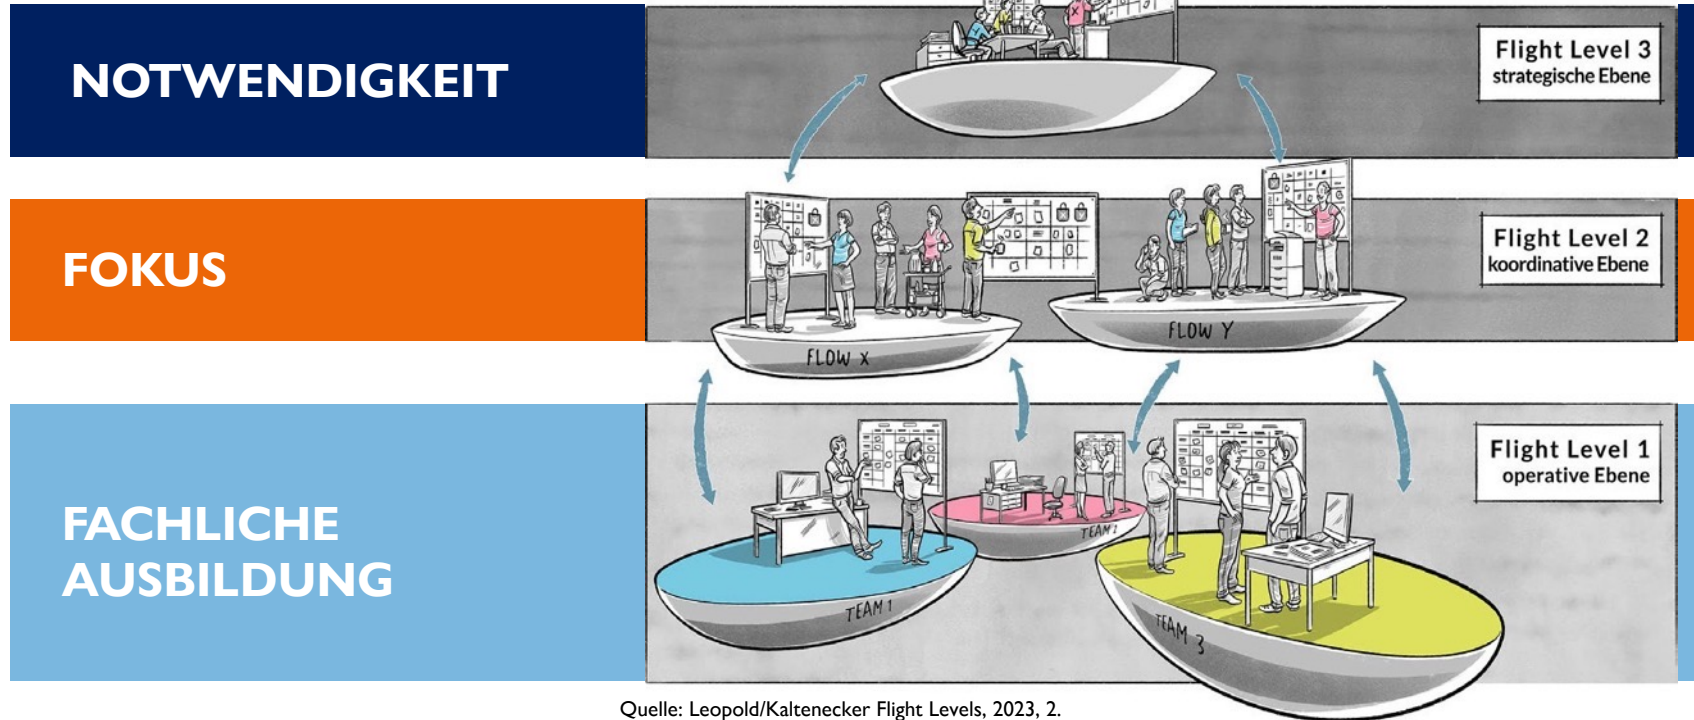 NOTWENDIGKEIT
Flight Level 3
strategische Ebene
FOKUS
Flight Level 2
koordinative Ebene
FLOW X
FLOW Y
FACHLICHE
AUSBILDUNG
Flight Level 1
operative Ebene
TEAM 1
TEAM 2
TEAM 3
Quelle: Leopold/Kaltenecker Flight Levels, 2023, 2.